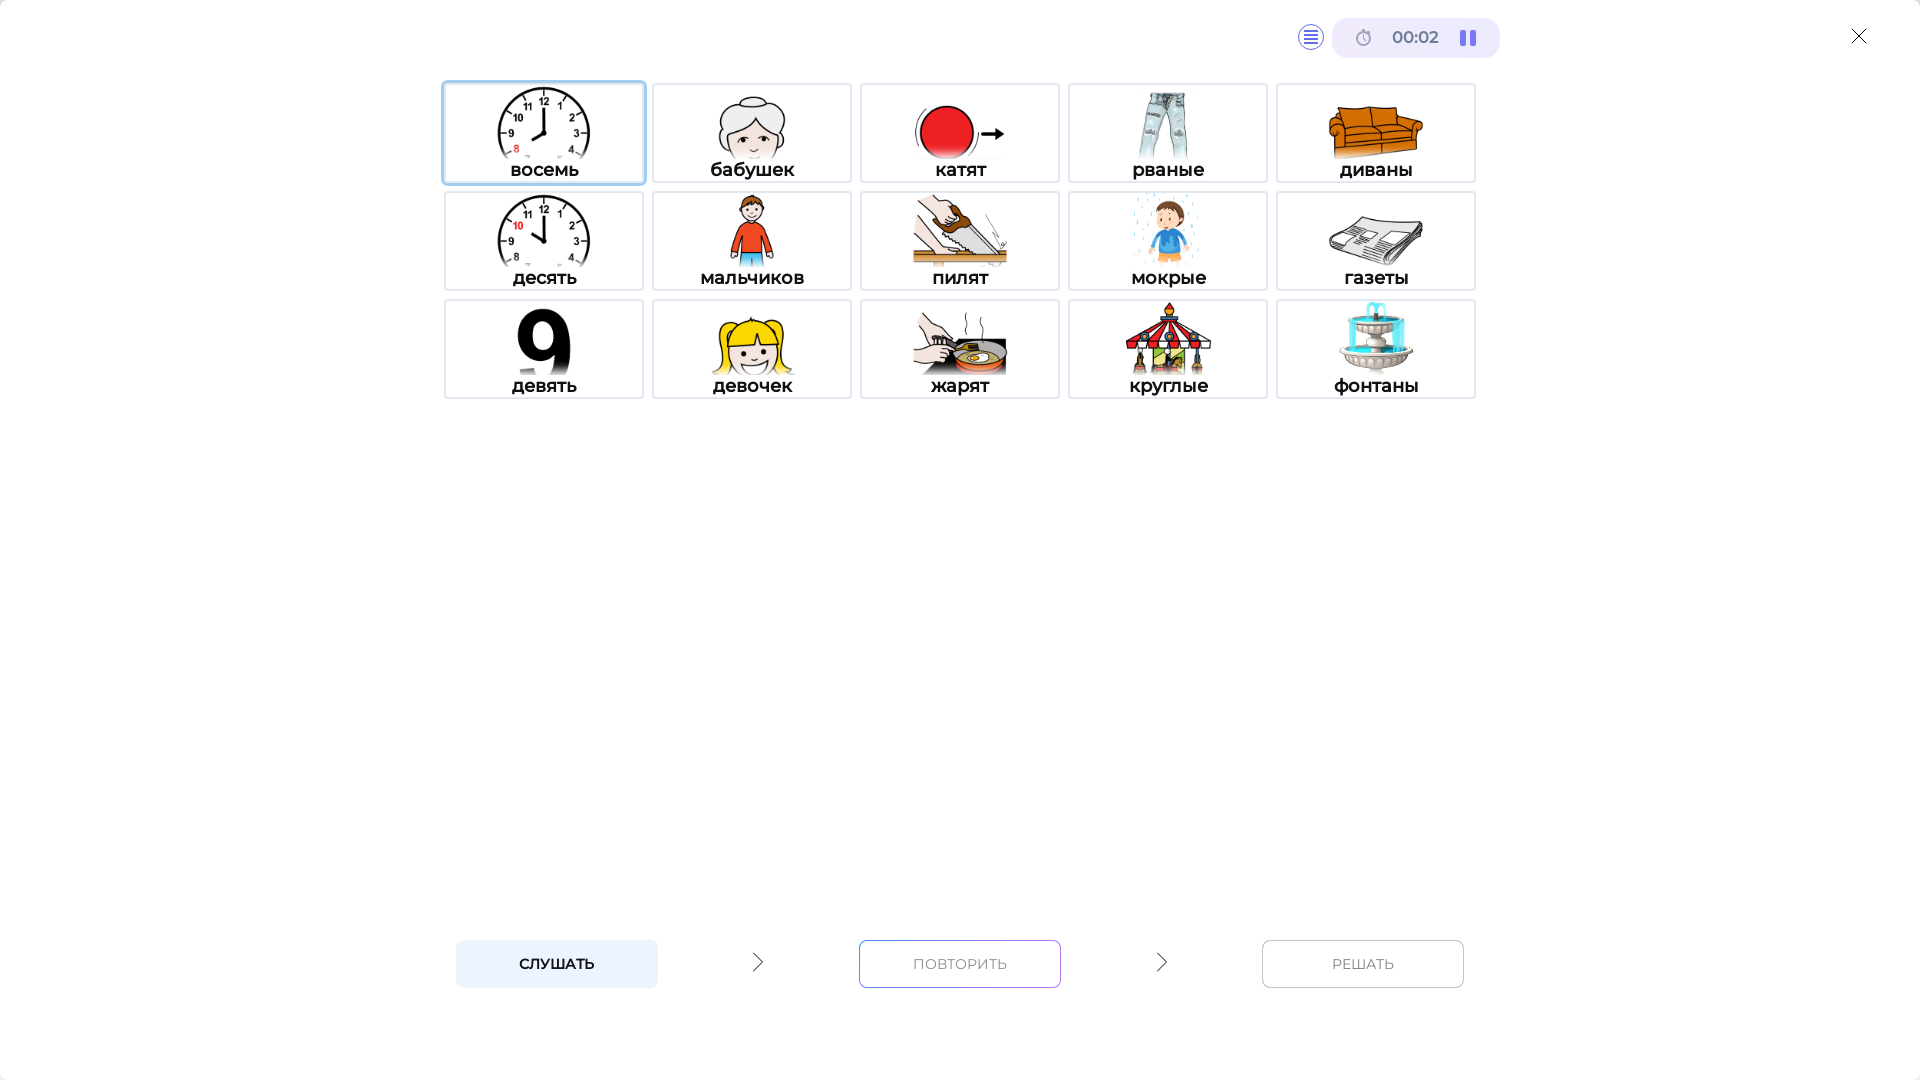 00:02
восемь бабушек катят рваные диваны
десять мальчиков пилят мокрые газеты
9
девять девочек жарят круглые фонтаны
СЛУШАТЬ ПОВТОРИТЬ РЕШАТЬ